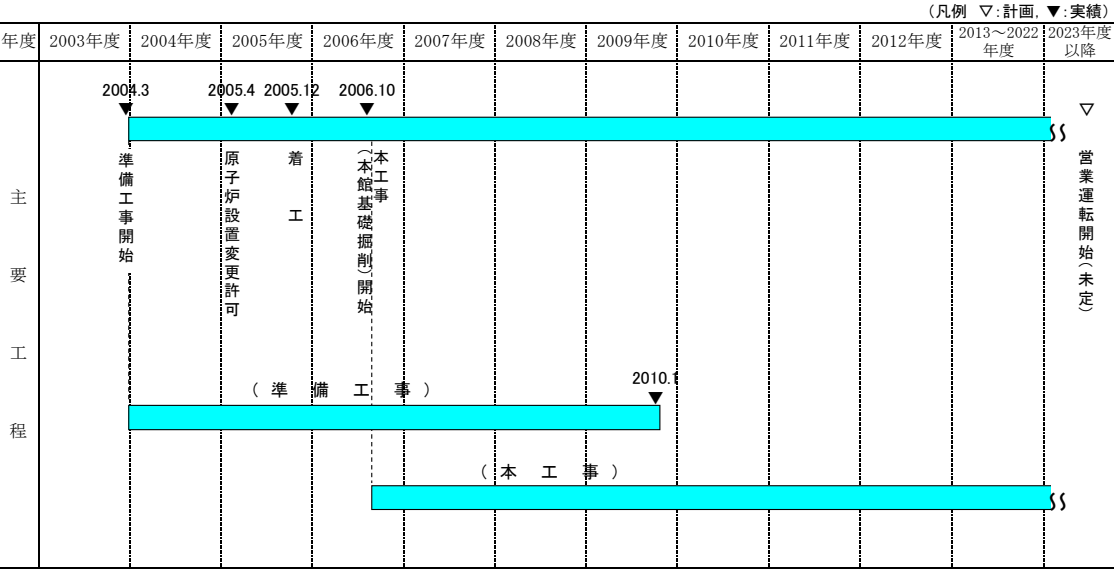 （凡例　▽:計画, ▼:実績）
年度
2003年度
2004年度
2005年度
2006年度
2007年度
2008年度
2009年度
2010年度
2011年度
2012年度
2013～2022
年度
2023年度
以降
主要工程
2004.3
▼
2005.4
▼
2005.12
▼
2006.10
▼
▽
準備工事開始
原子炉設置変更許可
着工
本工事
（本館基礎掘削）開始
営業運転開始（未定）
（準備工事）
2010.1
▼
（本工事）